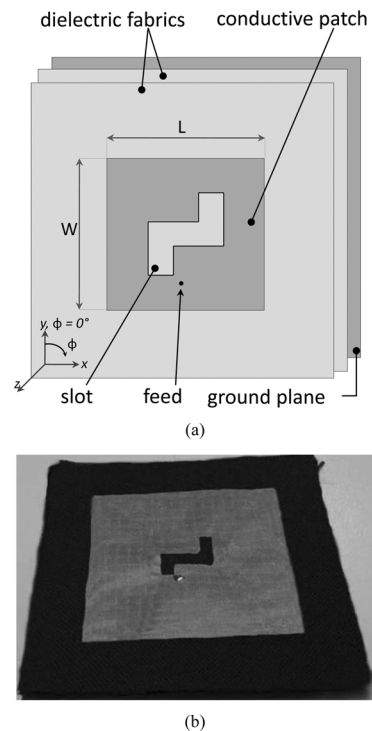 dielectric fabrics
conductive patch
L
W
y, ϕ = 0°
ϕ
x
z
slot
feed
ground plane
(a)
(b)